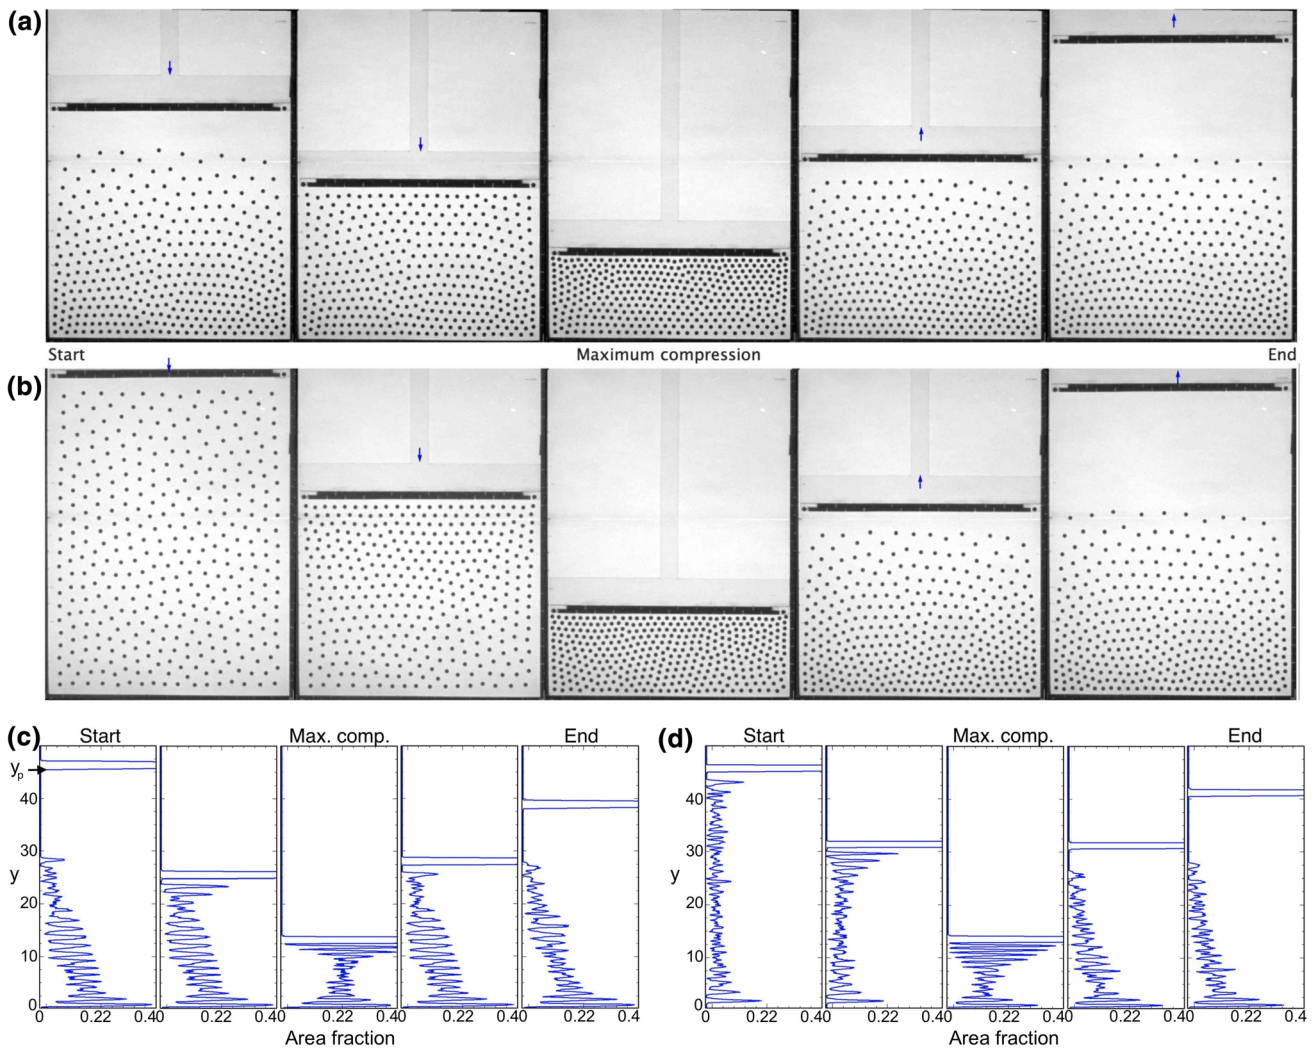 (a)
Start Maximum compression End
(b)
(c) Start Max. comp. End (d) Start Max. comp. End
yp
40 40
30 30
y y
20 20
10 10
0 0
0 0.22 0.40 0.22 0.40 0.22 0.40 0.22 0.40 0.22 0.4 0 0.22 0.40 0.22 0.40 0.22 0.40 0.22 0.40 0.22 0.4
Area fraction Area fraction